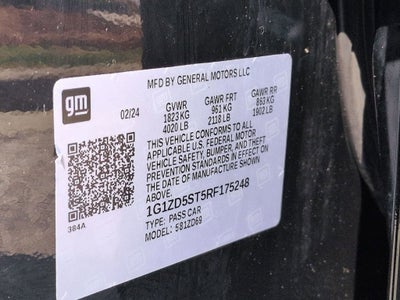 MFD BY GENERAL MOTORS LLC
gm
02/24 GVWR GAWR FRT GAWR RR
1823 KG 961 KG 863 KG
4020 LB 2118 LB 1902 LB
THIS VEHICLE CONFORMS TO ALL
APPLICABLE U.S. FEDERAL MOTOR
VEHICLE SAFETY, BUMPER, AND THEFT
PREVENTION STANDARDS IN EFFECT ON
THE DATE OF MANUFACTURE SHOWN
ABOVE.
1G1ZD5ST5RF175248
TYPE: PASS CAR
MODEL: 581ZD69
384A